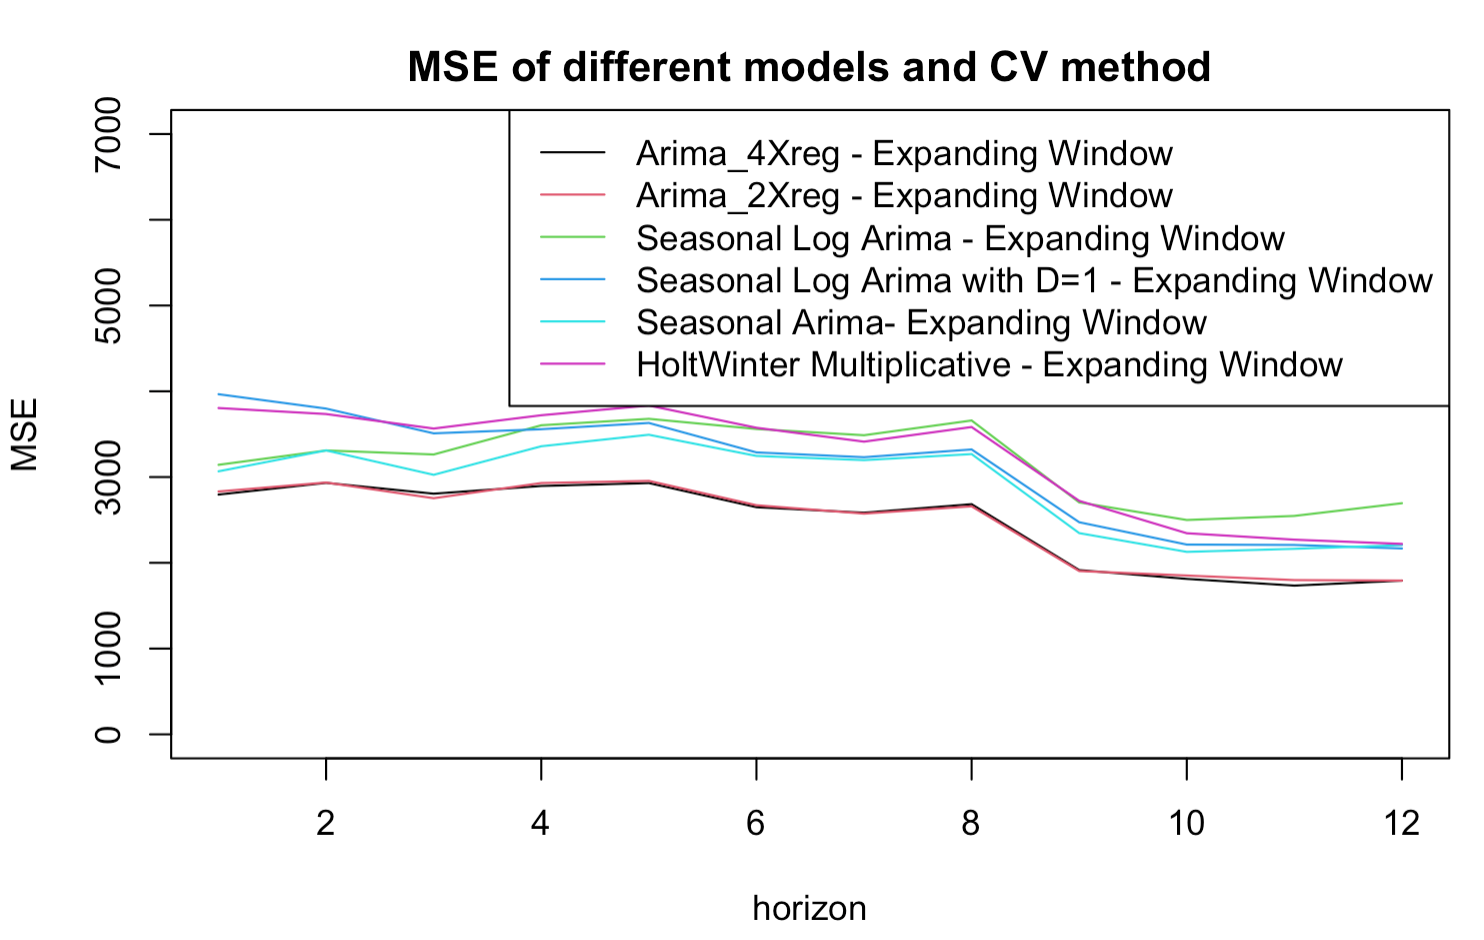 MSE of different models and CV method
Arima_4Xreg - Expanding Window
Arima_2Xreg - Expanding Window
Seasonal Log Arima - Expanding Window
Seasonal Log Arima with D=1 - Expanding Window
Seasonal Arima- Expanding Window
HoltWinter Multiplicative - Expanding Window
MSE
7000
5000
3000
1000
0
2 4 6 8 10 12
horizon